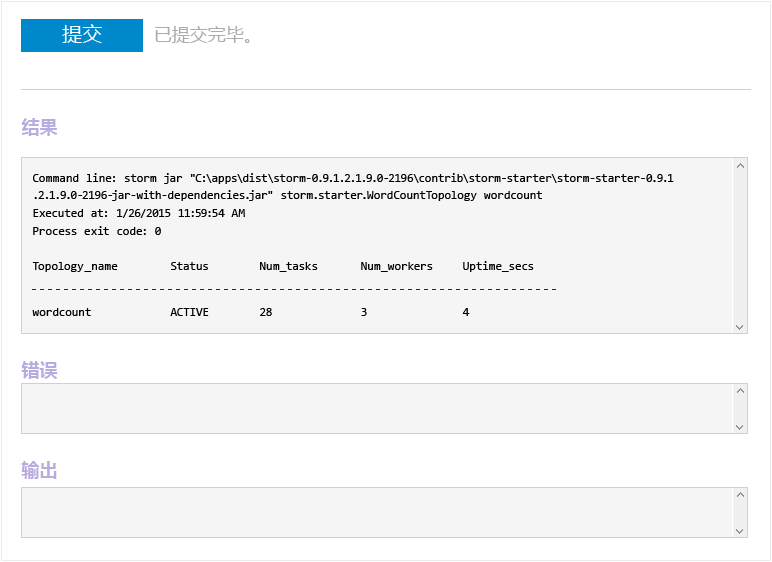 提交 已提交完毕。
结果
Command line: storm jar "C:\apps\dist\storm-0.9.1.2.1.9.0-2196\contrib\storm-starter\storm-starter-0.9.1
.2.1.9.0-2196-jar-with-dependencies.jar" storm.starter.WordCountTopology wordcount
Executed at: 1/26/2015 11:59:54 AM
Process exit code: 0
Topology_name Status Num_tasks Num_workers Uptime_secs
--------------------------------------------------------------------
wordcount ACTIVE 28 3 4
错误
输出